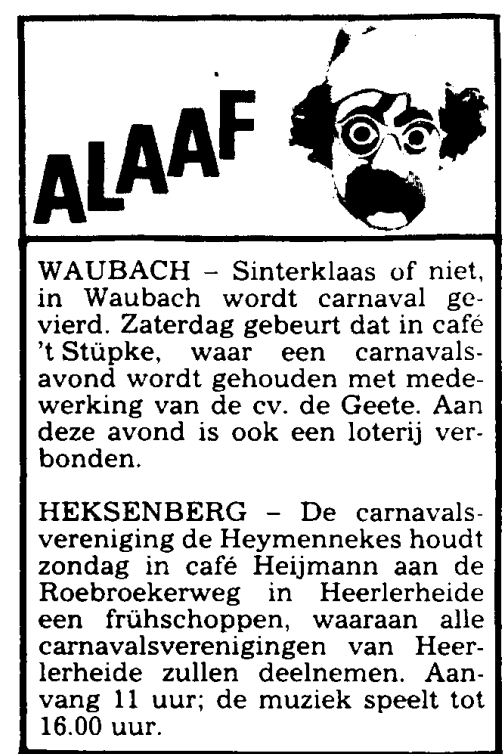 ALAAF
WAUBACH – Sinterklaas of niet,
in Waubach wordt carnaval ge-
vierd. Zaterdag gebeurt dat in café
't Stüpke, waar een carnavals-
avond wordt gehouden met mede-
werking van de cv. de Geete. Aan
deze avond is ook een loterij ver-
bonden.
HEKSENBERG – De carnavals-
vereniging de Heymennekes houdt
zondag in café Heijmann aan de
Roebroekerweg in Heerlerheide
een frühschoppen, waaraan alle
carnavalsverenigingen van Heer-
lerheide zullen deelnemen. Aan-
vang 11 uur; de muziek speelt tot
16.00 uur.